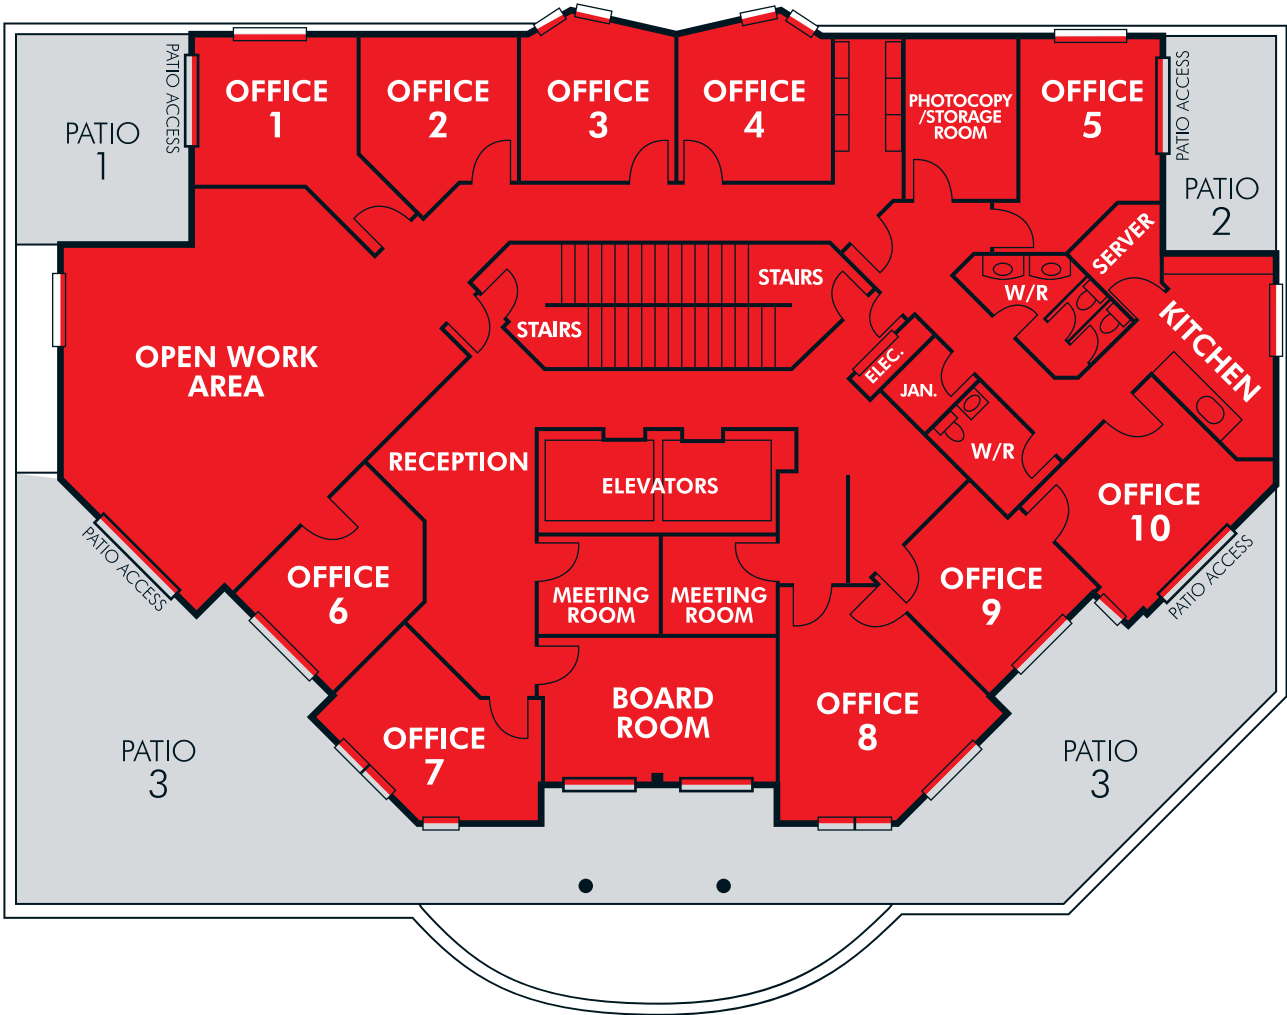 PATIO
1
PATIO ACCESS
OFFICE
1
OFFICE
2
OFFICE
3
OFFICE
4
PHOTOCOPY
/STORAGE
ROOM
OFFICE
5
PATIO ACCESS
PATIO
2
SERVER
STAIRS
STAIRS
W/R
KITCHEN
OPEN WORK
AREA
ELEC.
JAN.
W/R
RECEPTION
ELEVATORS
OFFICE
10
PATIO ACCESS
PATIO ACCESS
OFFICE
6
MEETING
ROOM
MEETING
ROOM
OFFICE
9
BOARD
ROOM
OFFICE
8
OFFICE
7
PATIO
3
PATIO
3